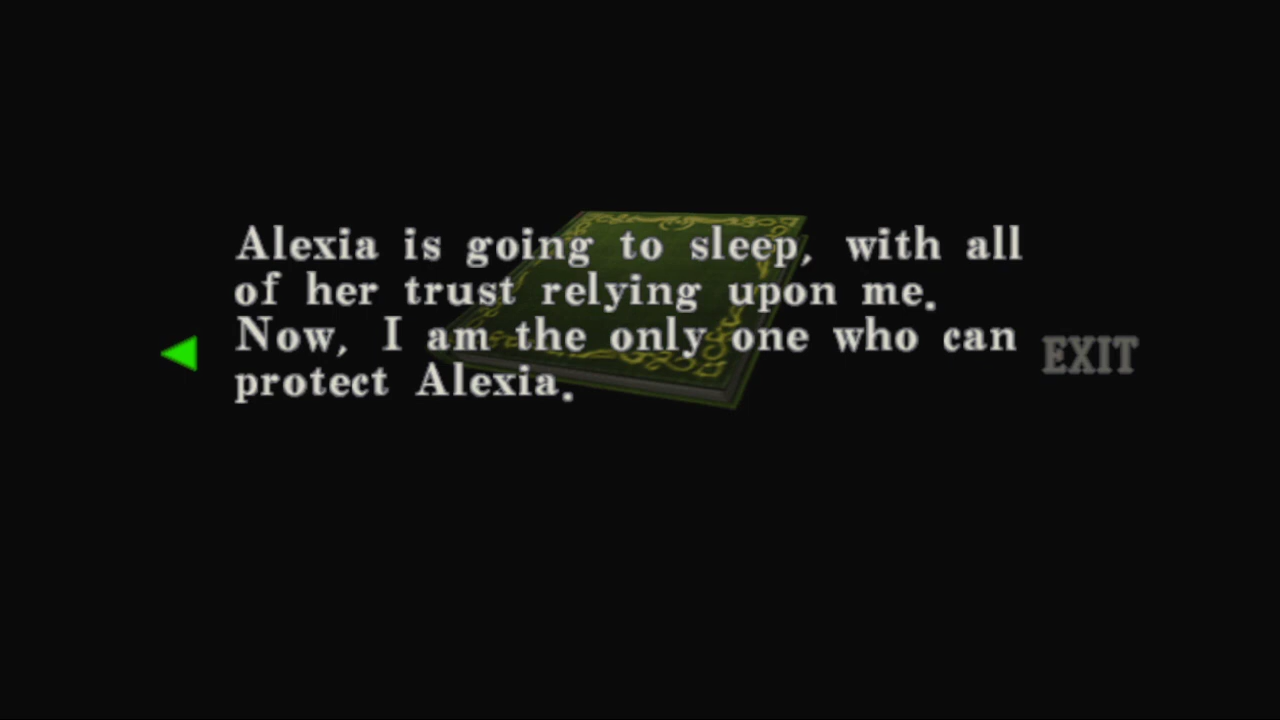 Alexia is going to sleep, with all
of her trust relying upon me.
Now, I am the only one who can
protect Alexia.
EXIT